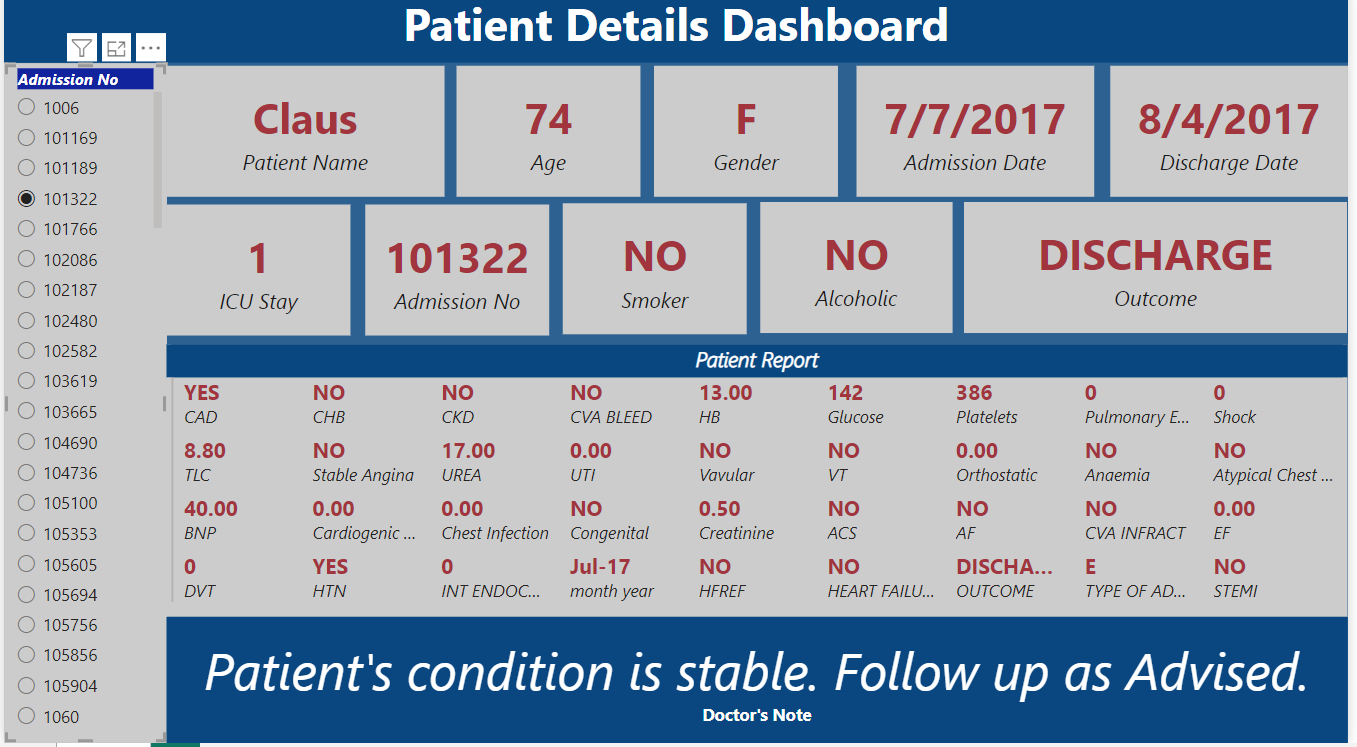 Patient Details Dashboard
Admission No
1006
101169
101189
101322
101766
102086
102187
102480
102582
103619
103665
104690
104736
105100
105353
105605
105694
105756
105856
105904
1060
Claus 74 F 7/7/2017 8/4/2017
Patient Name Age Gender Admission Date Discharge Date
1 101322 NO NO DISCHARGE
ICU Stay Admission No Smoker Alcoholic Outcome
Patient Report
YES NO NO NO 13.00 142 386 0 0
CAD CHB CKD CVA BLEED HB Glucose Platelets Pulmonary E... Shock
8.80 NO 17.00 0.00 NO NO 0.00 NO NO
TLC Stable Angina UREA UTI Vavular VT Orthostatic Anaemia Atypical Chest ...
40.00 0.00 0.00 NO 0.50 NO NO NO 0.00
BNP Cardiogenic ... Chest Infection Congenital Creatinine ACS AF CVA INFRACT EF
0 YES 0 Jul-17 NO NO DISCHA... E NO
DVT HTN INT ENDOC... month year HFREF HEART FAILU... OUTCOME TYPE OF AD... STEMI
Patient's condition is stable. Follow up as Advised.
Doctor's Note